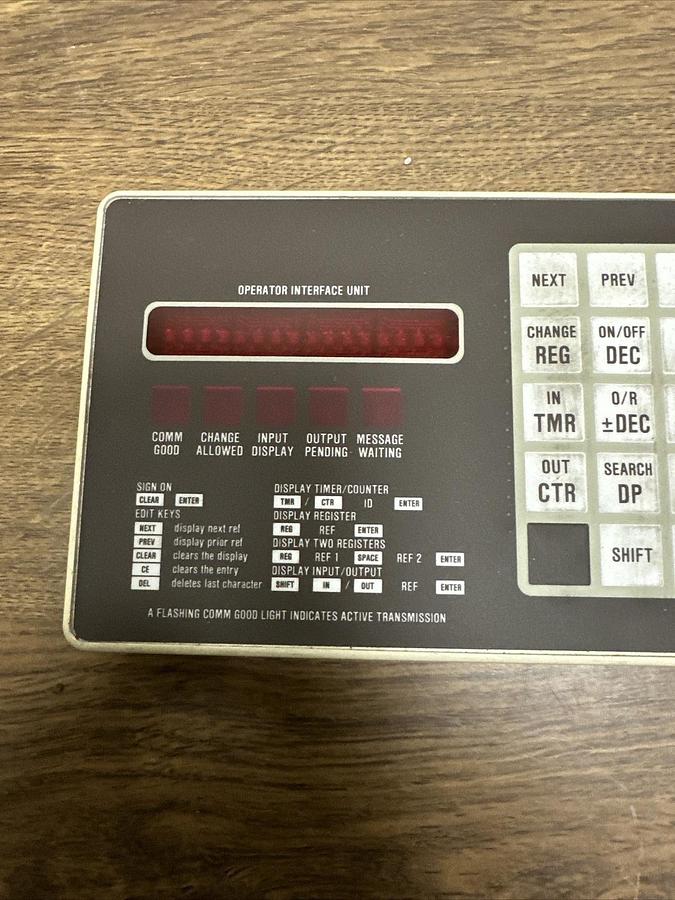 OPERATOR INTERFACE UNIT
COMM GOOD
CHANGE ALLOWED
INPUT DISPLAY
OUTPUT PENDING
MESSAGE WAITING
SIGN ON
CLEAR ENTER
EDIT KEYS
NEXT display next ref
PREV display prior ref
CLEAR clears the display
CE clears the entry
DEL deletes last character
DISPLAY TIMER/COUNTER
TMR / CTR ID ENTER
DISPLAY REGISTER
REG REF ENTER
DISPLAY TWO REGISTERS
REG REF 1 SPACE REF 2 ENTER
DISPLAY INPUT/OUTPUT
SHIFT IN / OUT REF ENTER
A FLASHING COMM GOOD LIGHT INDICATES ACTIVE TRANSMISSION
NEXT PREV
CHANGE ON/OFF
REG DEC
IN O/R
TMR ±DEC
OUT SEARCH
CTR DP
SHIFT